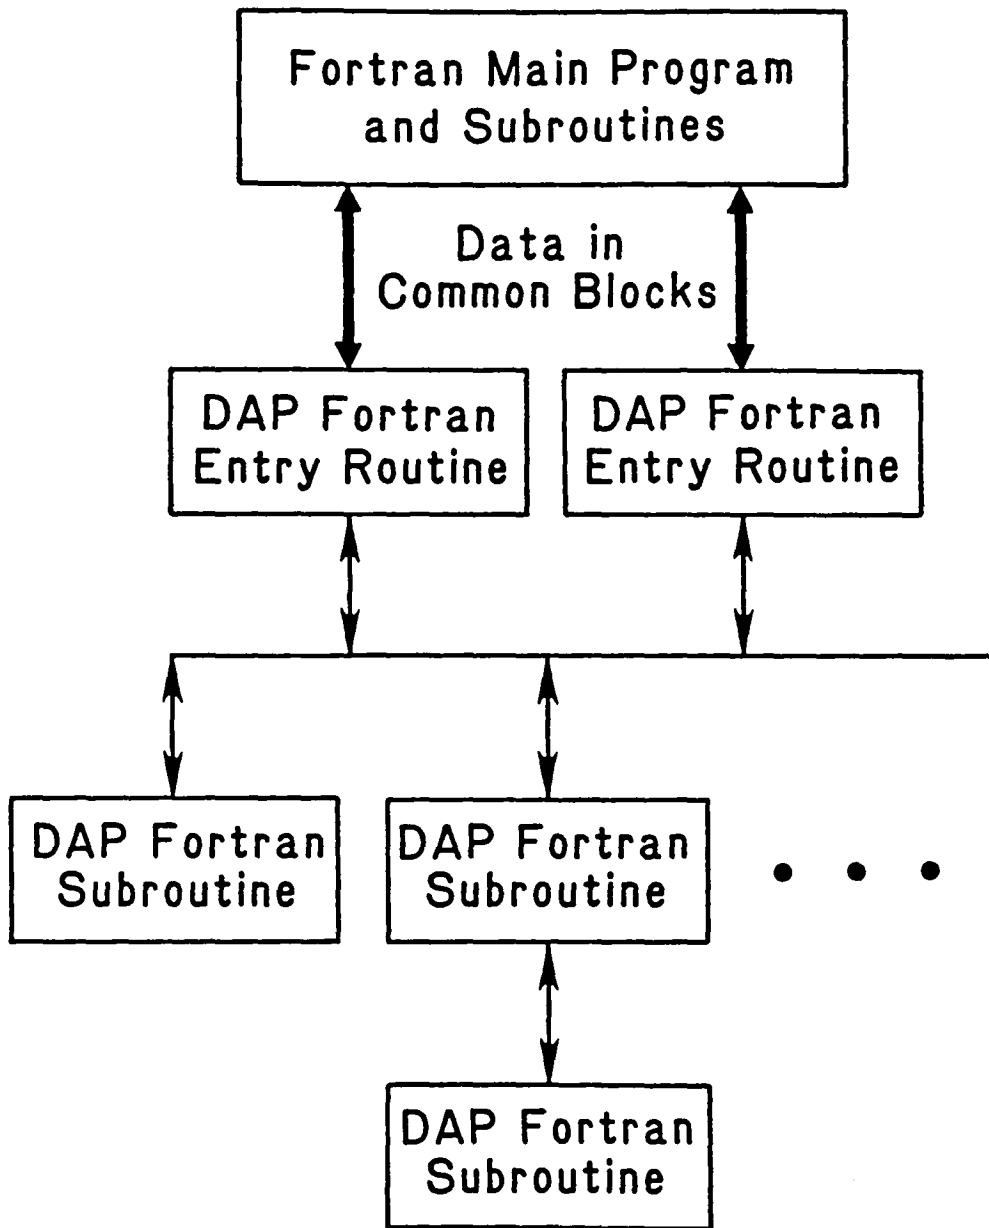 Fortran Main Program
and Subroutines
Data in
Common Blocks
DAP Fortran
Entry Routine
DAP Fortran
Entry Routine
DAP Fortran
Subroutine
DAP Fortran
Subroutine
DAP Fortran
Subroutine